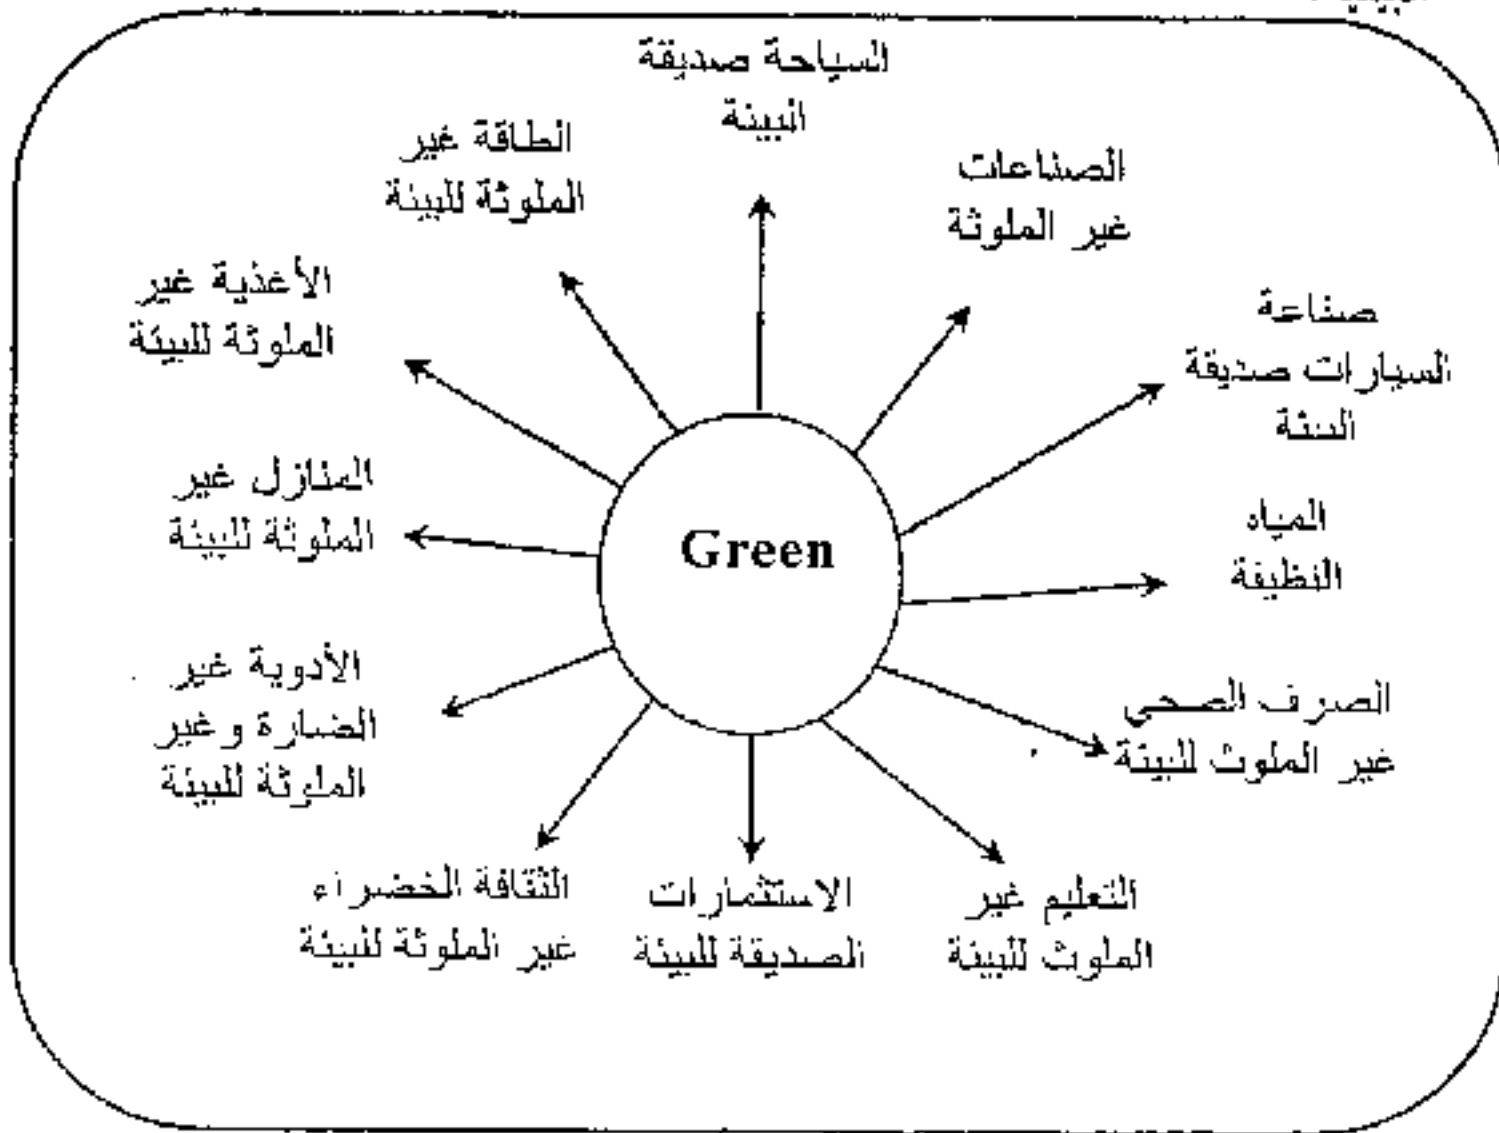 السياحة صديقة
البيئة
الصناعات
غير الملوثة
صناعة
السيارات صديقة
البيئة
المياه
النظيفة
الصرف الصحي
غير الملوث للبيئة
التعليم غير
الملوث للبيئة
الاستثمارات
الصديقة للبيئة
الثقافة الخضراء
غير الملوثة للبيئة
الأدوية غير
الضارة وغير
الملوثة للبيئة
المنازل غير
الملوثة للبيئة
الأغذية غير
الملوثة للبيئة
الطاقة غير
الملوثة للبيئة
Green